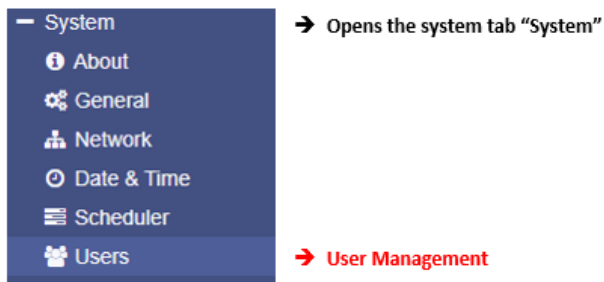 System ➔ Opens the system tab “System”
About
General
Network
Date & Time
Scheduler
Users ➔ User Management